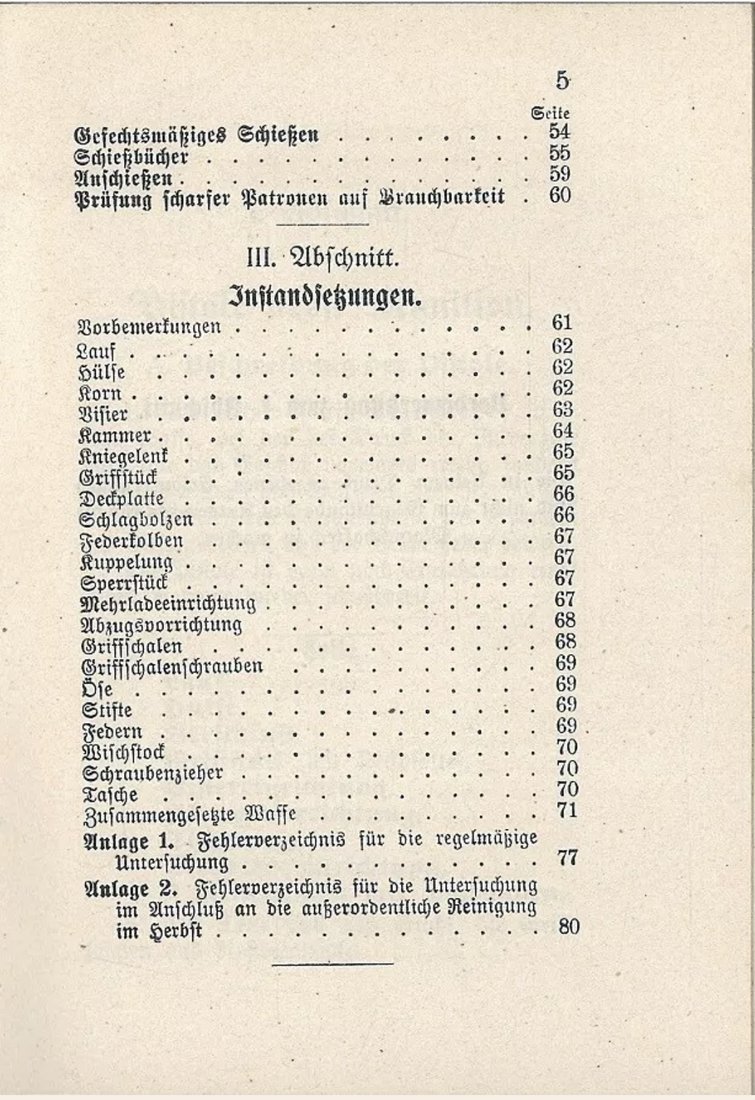 5
Seite
Gefechtsmäßiges Schießen . . . . . . . . 54
Schießbücher . . . . . . . . . . . . . 55
Anschießen . . . . . . . . . . . . . . 59
Prüfung scharfer Patronen auf Brauchbarkeit . 60
III. Abschnitt.
Instandsetzungen.
Vorbemerkungen . . . . . . . . . . . . 61
Lauf . . . . . . . . . . . . . . . . 62
Hülse . . . . . . . . . . . . . . . . 62
Korn . . . . . . . . . . . . . . . . 62
Visier . . . . . . . . . . . . . . . . 63
Kammer . . . . . . . . . . . . . . . 64
Kniegelenk . . . . . . . . . . . . . . 65
Griffstück . . . . . . . . . . . . . . 65
Deckplatte . . . . . . . . . . . . . . 66
Schlagbolzen . . . . . . . . . . . . . 66
Federkolben . . . . . . . . . . . . . 67
Kuppelung . . . . . . . . . . . . . . 67
Sperrstück . . . . . . . . . . . . . . 67
Mehrladeeinrichtung . . . . . . . . . . . 67
Abzugsvorrichtung . . . . . . . . . . . 68
Griffschalen . . . . . . . . . . . . . 68
Griffschalenschrauben . . . . . . . . . . 69
Öse . . . . . . . . . . . . . . . . 69
Stifte . . . . . . . . . . . . . . . . 69
Federn . . . . . . . . . . . . . . . 69
Wischstock . . . . . . . . . . . . . . 70
Schraubenzieher . . . . . . . . . . . . 70
Tasche . . . . . . . . . . . . . . . 70
Zusammengesetzte Waffe . . . . . . . . . 71
Anlage 1. Fehlerverzeichnis für die regelmäßige
Untersuchung . . . . . . . . . . . . 77
Anlage 2. Fehlerverzeichnis für die Untersuchung
im Anschluß an die außerordentliche Reinigung
im Herbst . . . . . . . . . . . . . 80